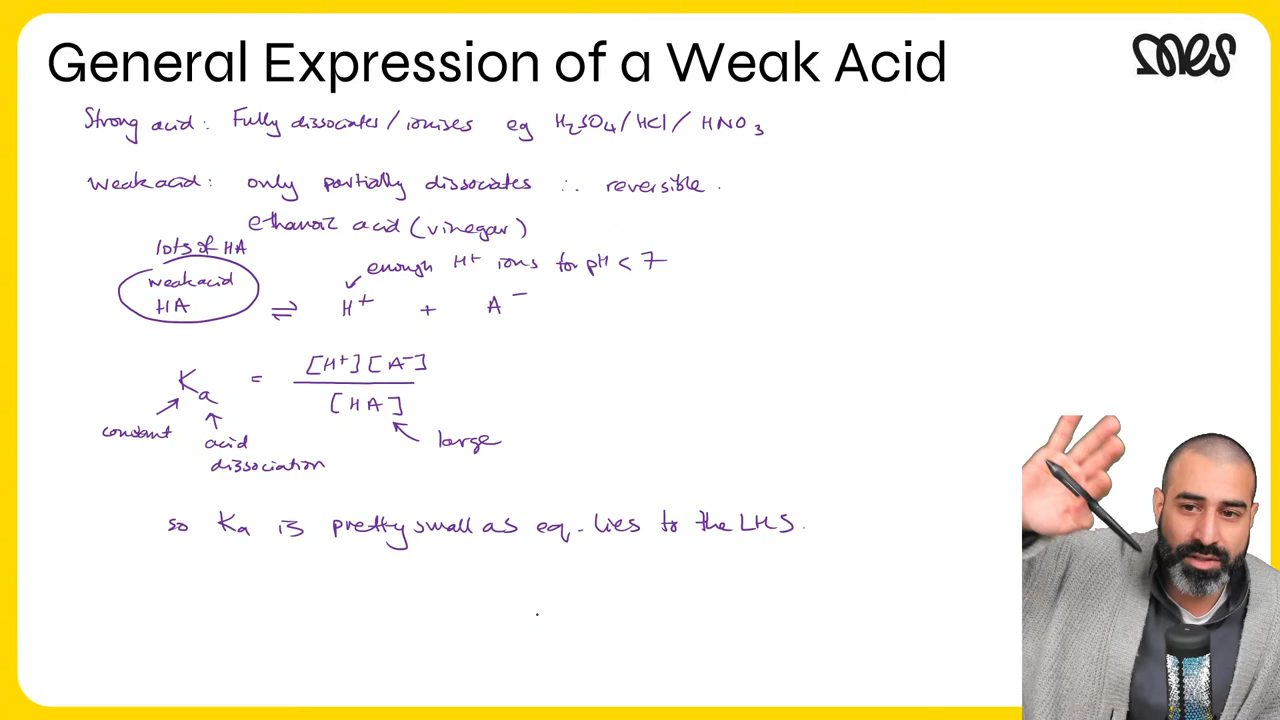 General Expression of a Weak Acid
mes
Strong acid: Fully dissociates/ionises eg H₂SO₄/HCl/HNO₃
weak acid: only partially dissociates ∴ reversible.
ethanoic acid (vinegar)
lots of HA
enough H⁺ ions for pH < 7
weak acid
HA ⇌ H⁺ + A⁻
Kₐ = [H⁺][A⁻] / [HA]
constant
acid
dissociation
large
so Kₐ is pretty small as eq. lies to the LHS.